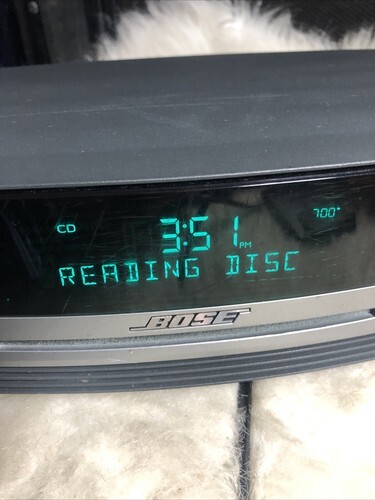 CD 3:51 PM 700°
READING DISC
BOSE